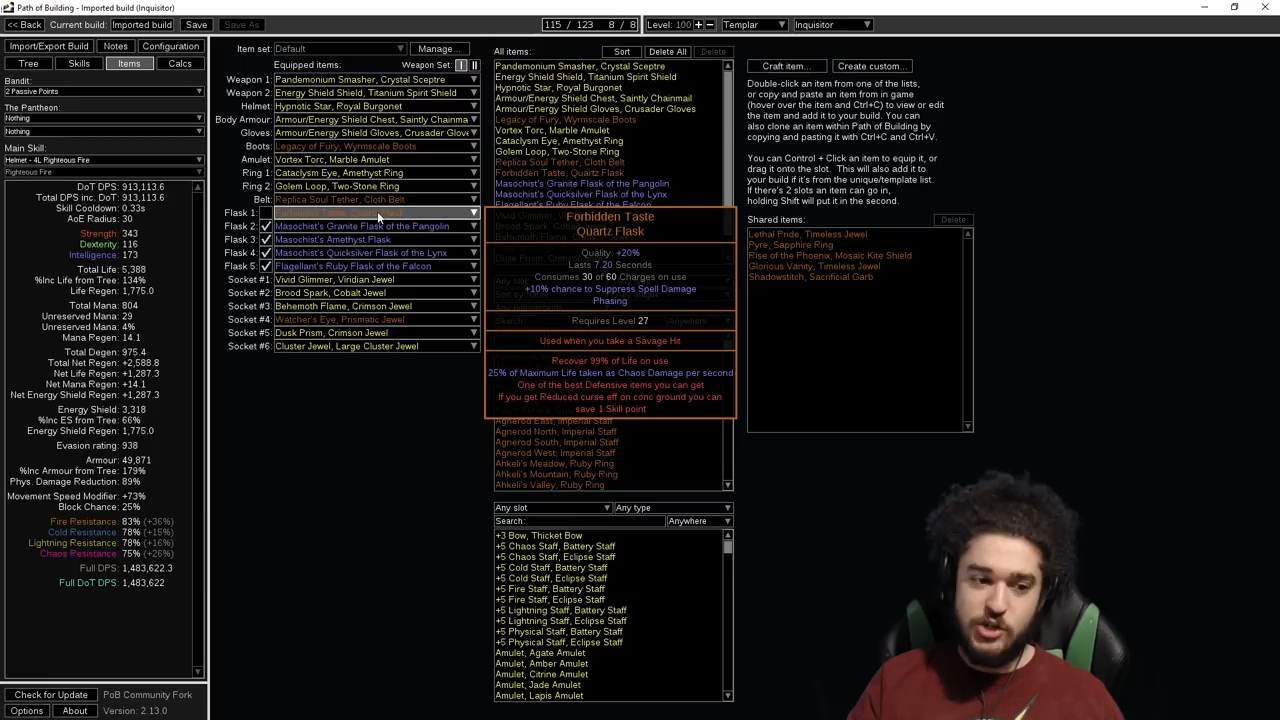 Path of Building - Imported build (Inquisitor)
<< Back Current build: Imported build Save Save As 115 / 123 8 / 8 Level: 100 + - Templar Inquisitor
Import/Export Build Notes Configuration
Tree Skills Items Calcs
Bandit:
2 Passive Points
The Pantheon:
Nothing
Nothing
Main Skill:
Helmet - 4L Righteous Fire
Righteous Fire
DoT DPS: 913,113.6
Total DPS inc. DoT: 913,113.6
Skill Cooldown: 0.33s
AoE Radius: 30
Strength: 343
Dexterity: 116
Intelligence: 173
Total Life: 5,388
%Inc Life from Tree: 134%
Life Regen: 1,775.0
Total Mana: 804
Unreserved Mana: 29
Unreserved Mana: 4%
Mana Regen: 14.1
Total Degen: 975.4
Total Net Regen: +2,588.8
Net Life Regen: +1,287.3
Net Mana Regen: +14.1
Net Energy Shield Regen: +1,287.3
Energy Shield: 3,318
%Inc ES from Tree: 66%
Energy Shield Regen: 1,775.0
Evasion rating: 938
Armour: 49,871
%Inc Armour from Tree: 179%
Phys. Damage Reduction: 89%
Movement Speed Modifier: +73%
Block Chance: 25%
Fire Resistance: 83% (+36%)
Cold Resistance: 78% (+15%)
Lightning Resistance: 78% (+16%)
Chaos Resistance: 75% (+26%)
Full DPS: 1,483,622.3
Full DoT DPS: 1,483,622
Check for Update PoB Community Fork
Options About Version: 2.13.0
Item set: Default Manage...
Equipped items: Weapon Set: I II
Weapon 1: Pandemonium Smasher, Crystal Sceptre
Weapon 2: Energy Shield Shield, Titanium Spirit Shield
Helmet: Hypnotic Star, Royal Burgonet
Body Armour: Armour/Energy Shield Chest, Saintly Chainma
Gloves: Armour/Energy Shield Gloves, Crusader Glove
Boots: Legacy of Fury, Wyrmscale Boots
Amulet: Vortex Torc, Marble Amulet
Ring 1: Cataclysm Eye, Amethyst Ring
Ring 2: Golem Loop, Two-Stone Ring
Belt: Replica Soul Tether, Cloth Belt
Flask 1:
Flask 2: Masochist's Granite Flask of the Pangolin
Flask 3: Masochist's Amethyst Flask
Flask 4: Masochist's Quicksilver Flask of the Lynx
Flask 5: Flagellant's Ruby Flask of the Falcon
Socket #1: Vivid Glimmer, Viridian Jewel
Socket #2: Brood Spark, Cobalt Jewel
Socket #3: Behemoth Flame, Crimson Jewel
Socket #4: Watcher's Eye, Prismatic Jewel
Socket #5: Dusk Prism, Crimson Jewel
Socket #6: Cluster Jewel, Large Cluster Jewel
All items: Sort Delete All Delete
Pandemonium Smasher, Crystal Sceptre
Energy Shield Shield, Titanium Spirit Shield
Hypnotic Star, Royal Burgonet
Armour/Energy Shield Chest, Saintly Chainmail
Armour/Energy Shield Gloves, Crusader Gloves
Legacy of Fury, Wyrmscale Boots
Vortex Torc, Marble Amulet
Cataclysm Eye, Amethyst Ring
Golem Loop, Two-Stone Ring
Replica Soul Tether, Cloth Belt
Forbidden Taste, Quartz Flask
Masochist's Granite Flask of the Pangolin
Masochist's Quicksilver Flask of the Lynx
Flagellant's Ruby Flask of the Falcon
Forbidden Taste
Quartz Flask
Quality: +20%
Lasts 7.20 Seconds
Consumes 30 of 60 Charges on use
+10% chance to Suppress Spell Damage
Phasing
Requires Level 27
Used when you take a Savage Hit
Recover 99% of Life on use
25% of Maximum Life taken as Chaos Damage per second
One of the best Defensive items you can get
If you get Reduced curse eff on conc ground you can
save 1 Skill point
Agnerod East, Imperial Staff
Agnerod North, Imperial Staff
Agnerod South, Imperial Staff
Agnerod West, Imperial Staff
Ahkeli's Meadow, Ruby Ring
Ahkeli's Mountain, Ruby Ring
Ahkeli's Valley, Ruby Ring
Any slot Any type
Search: Anywhere
+3 Bow, Thicket Bow
+5 Chaos Staff, Battery Staff
+5 Chaos Staff, Eclipse Staff
+5 Cold Staff, Battery Staff
+5 Cold Staff, Eclipse Staff
+5 Fire Staff, Battery Staff
+5 Fire Staff, Eclipse Staff
+5 Lightning Staff, Battery Staff
+5 Lightning Staff, Eclipse Staff
+5 Physical Staff, Battery Staff
+5 Physical Staff, Eclipse Staff
Amulet, Agate Amulet
Amulet, Amber Amulet
Amulet, Citrine Amulet
Amulet, Jade Amulet
Amulet, Lapis Amulet
Craft item... Create custom...
Double-click an item from one of the lists,
or copy and paste an item from in game
(hover over the item and Ctrl+C) to view or edit
the item and add it to your build. You can
also clone an item within Path of Building by
copying and pasting it with Ctrl+C and Ctrl+V.
You can Control + Click an item to equip it, or
drag it onto the slot. This will also add it to
your build if it's from the unique/template list.
If there's 2 slots an item can go in,
holding Shift will put it in the second.
Shared items: Delete
Lethal Pride, Timeless Jewel
Pyre, Sapphire Ring
Rise of the Phoenix, Mosaic Kite Shield
Glorious Vanity, Timeless Jewel
Shadowstitch, Sacrificial Garb